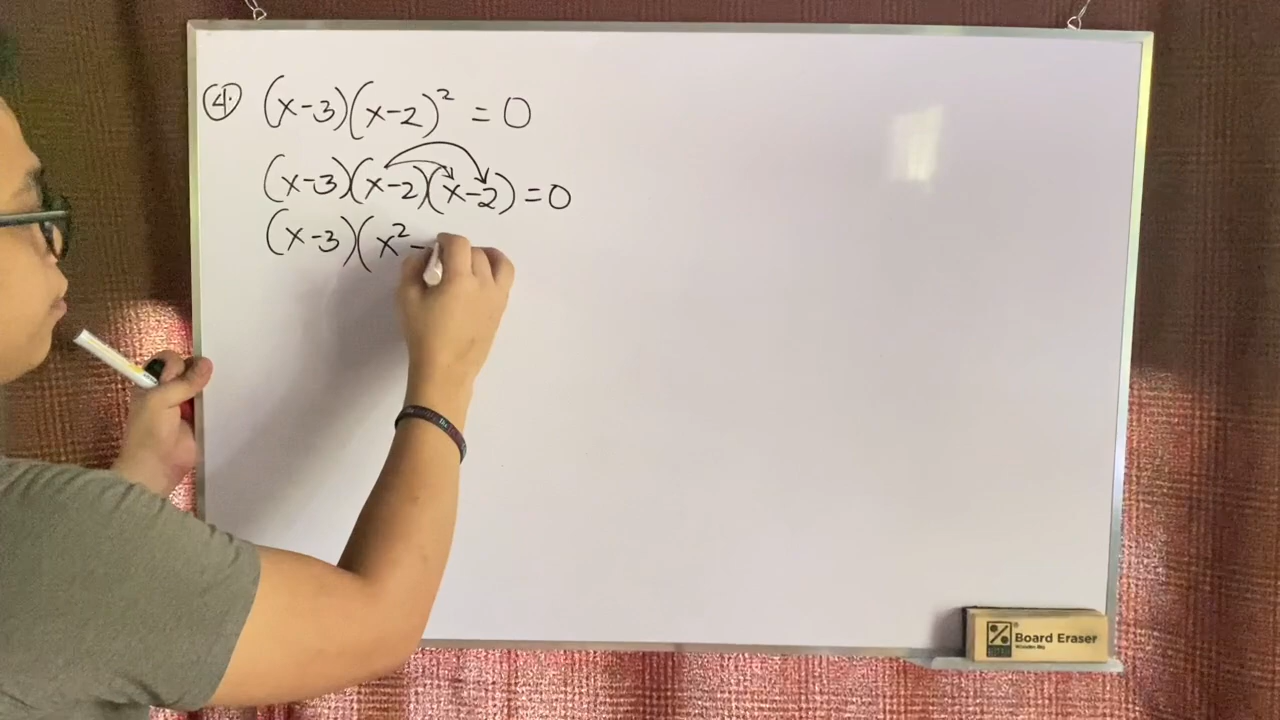 4. (x-3)(x-2)² = 0
(x-3)(x-2)(x-2) = 0
(x-3)(x² -
Board Eraser